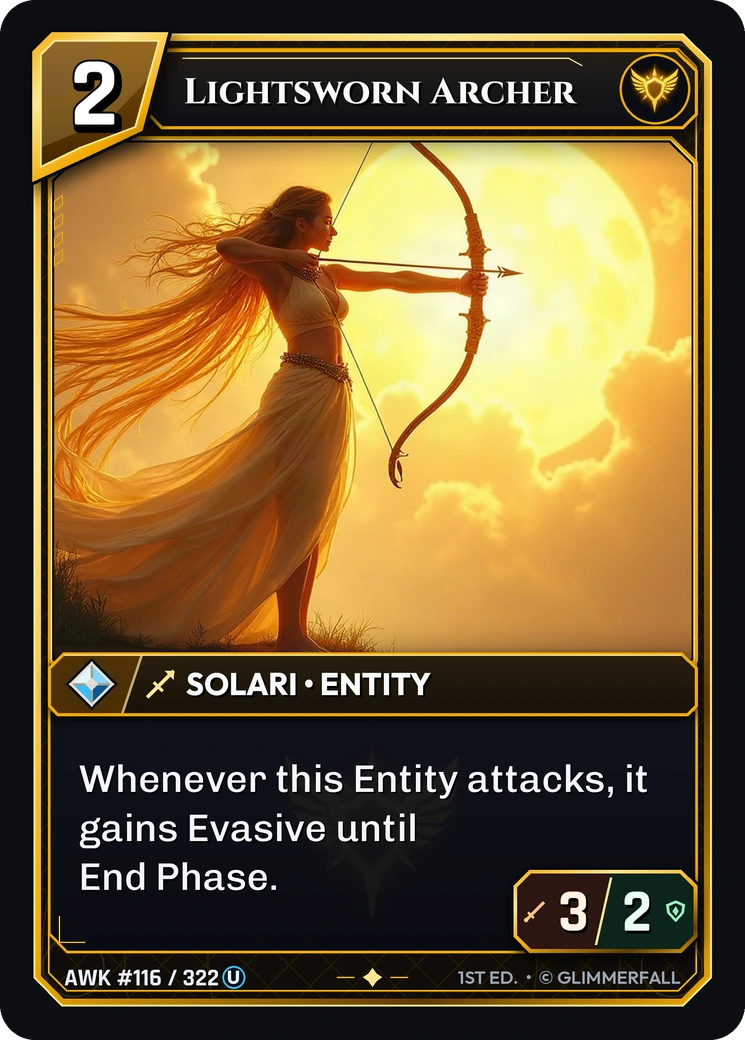 2
Lightsworn Archer
SOLARI • ENTITY
Whenever this Entity attacks, it
gains Evasive until
End Phase.
3 / 2
AWK #116 / 322 U
1ST ED. • © GLIMMERFALL